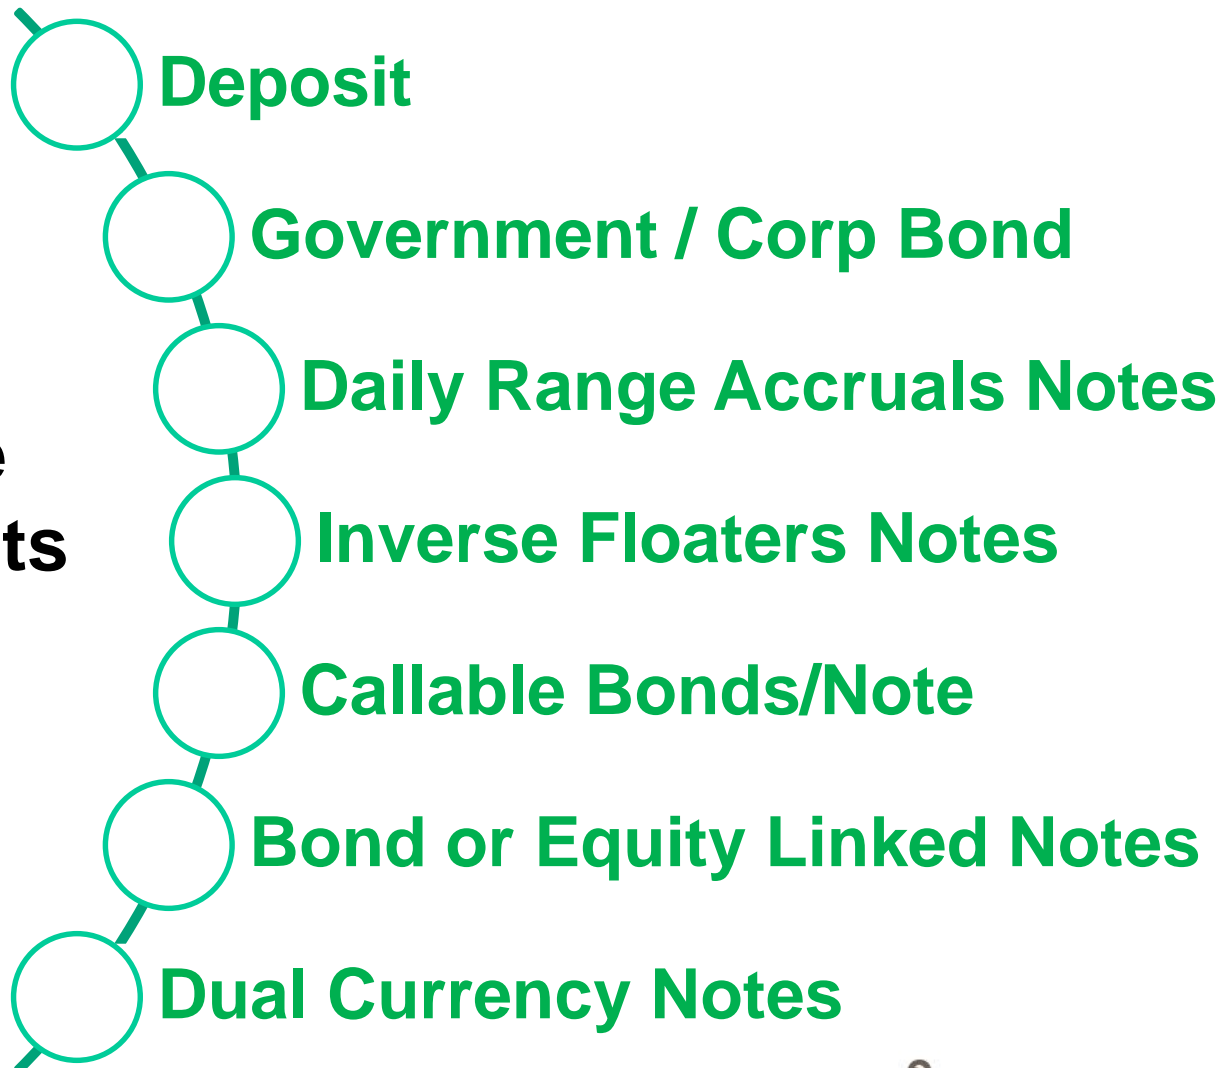 Deposit
Government / Corp Bond
Daily Range Accruals Notes
e
ts
Inverse Floaters Notes
Callable Bonds/Note
Bond or Equity Linked Notes
Dual Currency Notes